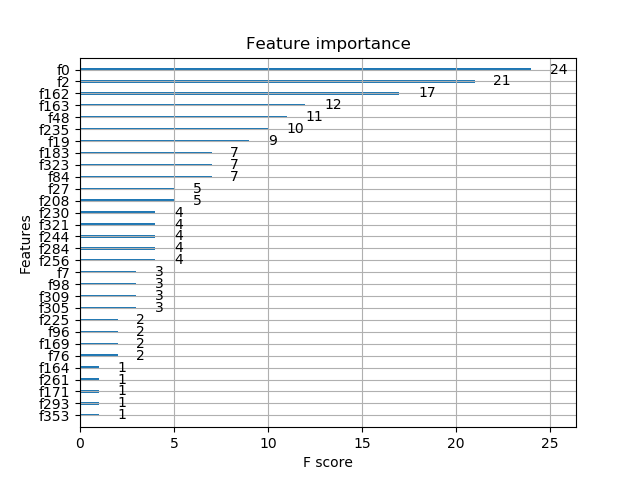 Feature importance
f0 24
f2 21
f162 17
f163 12
f48 11
f235 10
f19 9
f183 7
f323 7
f84 7
f27 5
f208 5
f230 4
f321 4
f244 4
f284 4
f256 4
f7 3
f98 3
f309 3
f305 3
f225 2
f96 2
f169 2
f76 2
f164 1
f261 1
f171 1
f293 1
f353 1
Features
0 5 10 15 20 25
F score